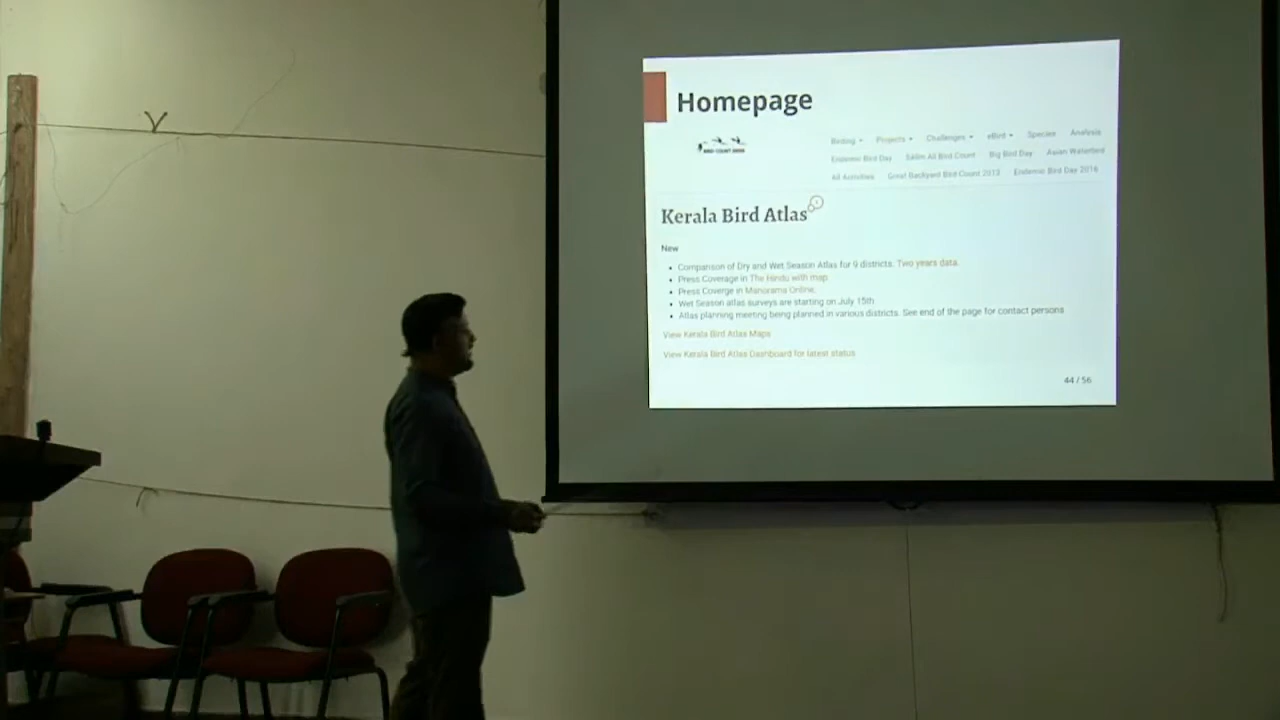 Homepage
BIRD COUNT INDIA
Birding Projects Challenges eBird Species Analysis
Endemic Bird Day Salim Ali Bird Count Big Bird Day Asian Waterbird
All Activities Great Backyard Bird Count 2013 Endemic Bird Day 2016
Kerala Bird Atlas
New
Comparison of Dry and Wet Season Atlas for 9 districts. Two years data.
Press Coverage in The Hindu with map.
Press Coverge in Manorama Online.
Wet Season atlas surveys are starting on July 15th
Atlas planning meeting being planned in various districts. See end of the page for contact persons
View Kerala Bird Atlas Maps
View Kerala Bird Atlas Dashboard for latest status
44 / 56